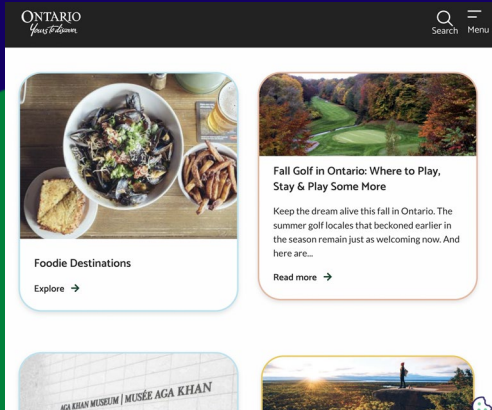 ONTARIO
Yours to discover
Search Menu
Foodie Destinations
Explore →
Fall Golf in Ontario: Where to Play,
Stay & Play Some More
Keep the dream alive this fall in Ontario. The
summer golf locales that beckoned earlier in
the season remain just as welcoming now. And
here are...
Read more →
AGA KHAN MUSEUM | MUSÉE AGA KHAN